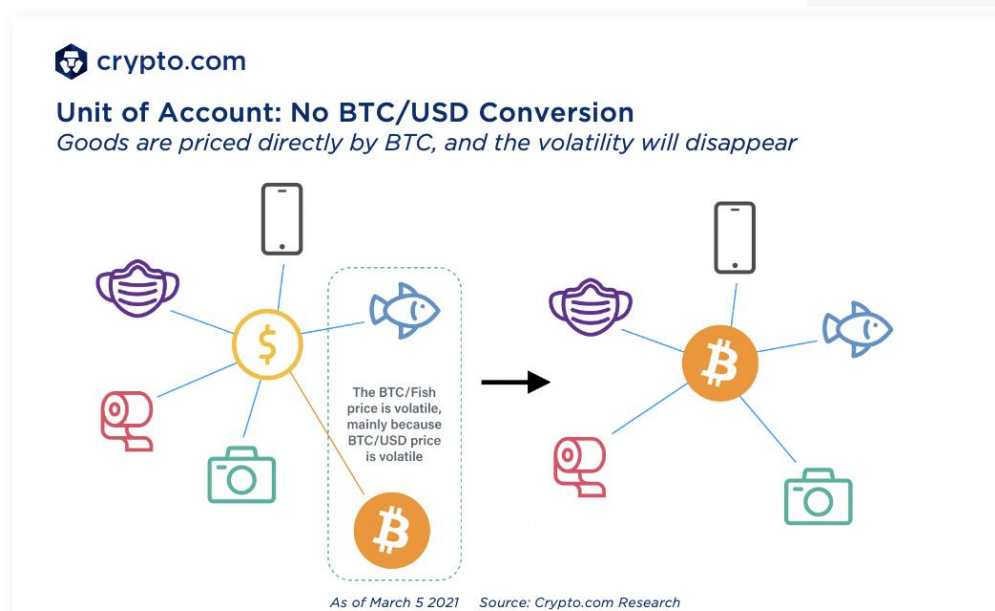 crypto.com
Unit of Account: No BTC/USD Conversion
Goods are priced directly by BTC, and the volatility will disappear
$
The BTC/Fish
price is volatile,
mainly because
BTC/USD price
is volatile
₿
₿
As of March 5 2021 Source: Crypto.com Research